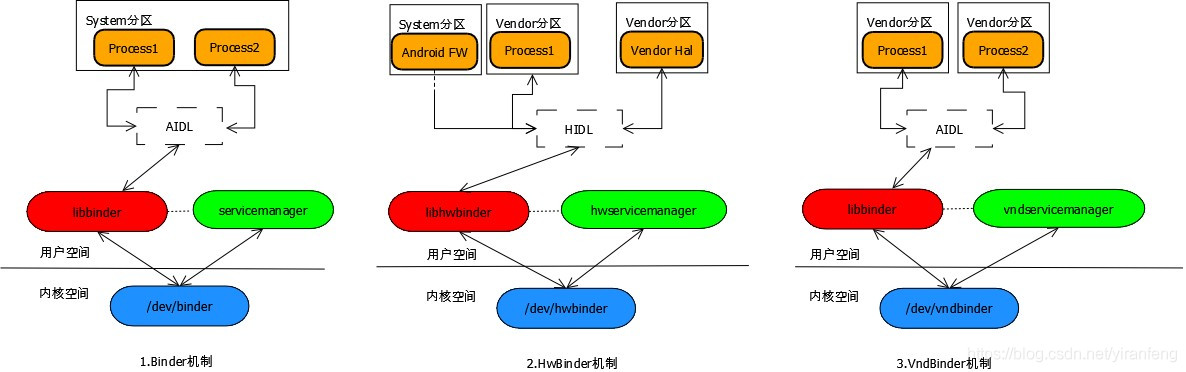 System分区
Process1
Process2
AIDL
libbinder
servicemanager
用户空间
内核空间
/dev/binder
1.Binder机制
System分区
Vendor分区
Vendor分区
Android FW
Process1
Vendor Hal
HIDL
libhwbinder
hwservicemanager
用户空间
内核空间
/dev/hwbinder
2.HwBinder机制
Vendor分区
Vendor分区
Process1
Process2
AIDL
libbinder
vndservicemanager
用户空间
内核空间
/dev/vndbinder
3.VndBinder机制
https://blog.csdn.net/yiranfeng